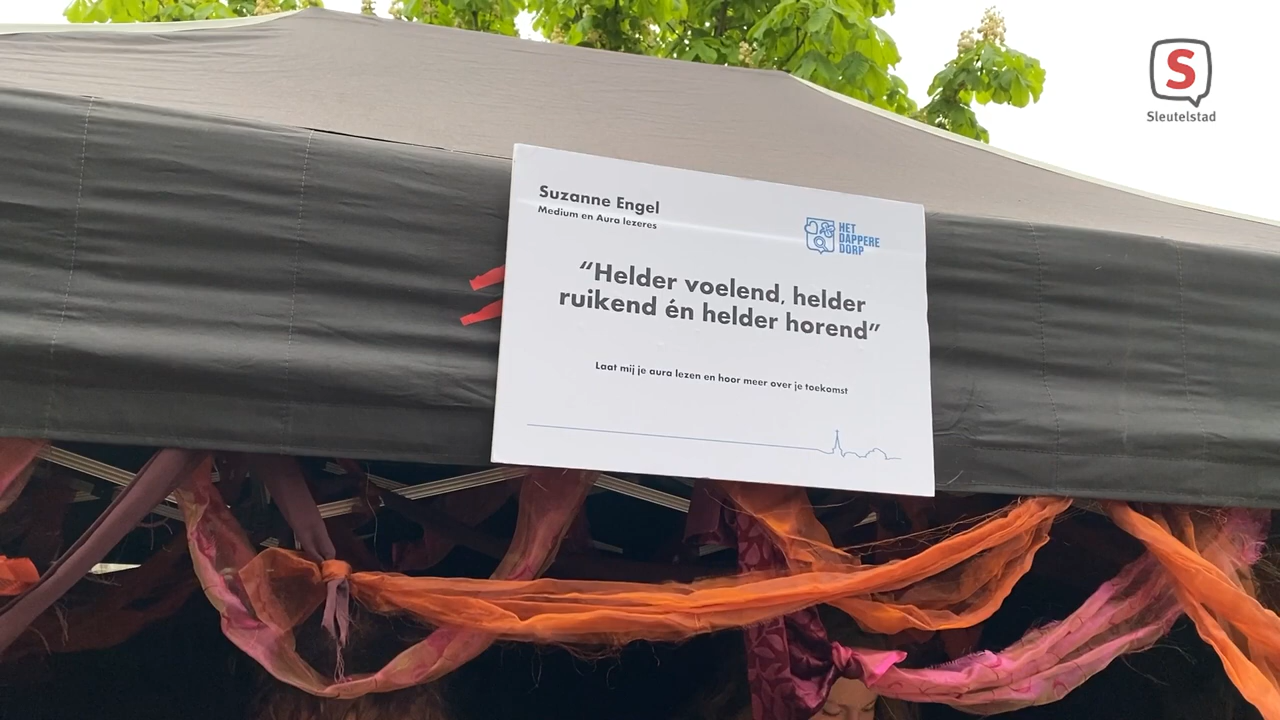 S
Sleutelstad
Suzanne Engel
Medium en Aura lezeres
HET
DAPPERE
DORP
“Helder voelend, helder
ruikend én helder horend”
Laat mij je aura lezen en hoor meer over je toekomst